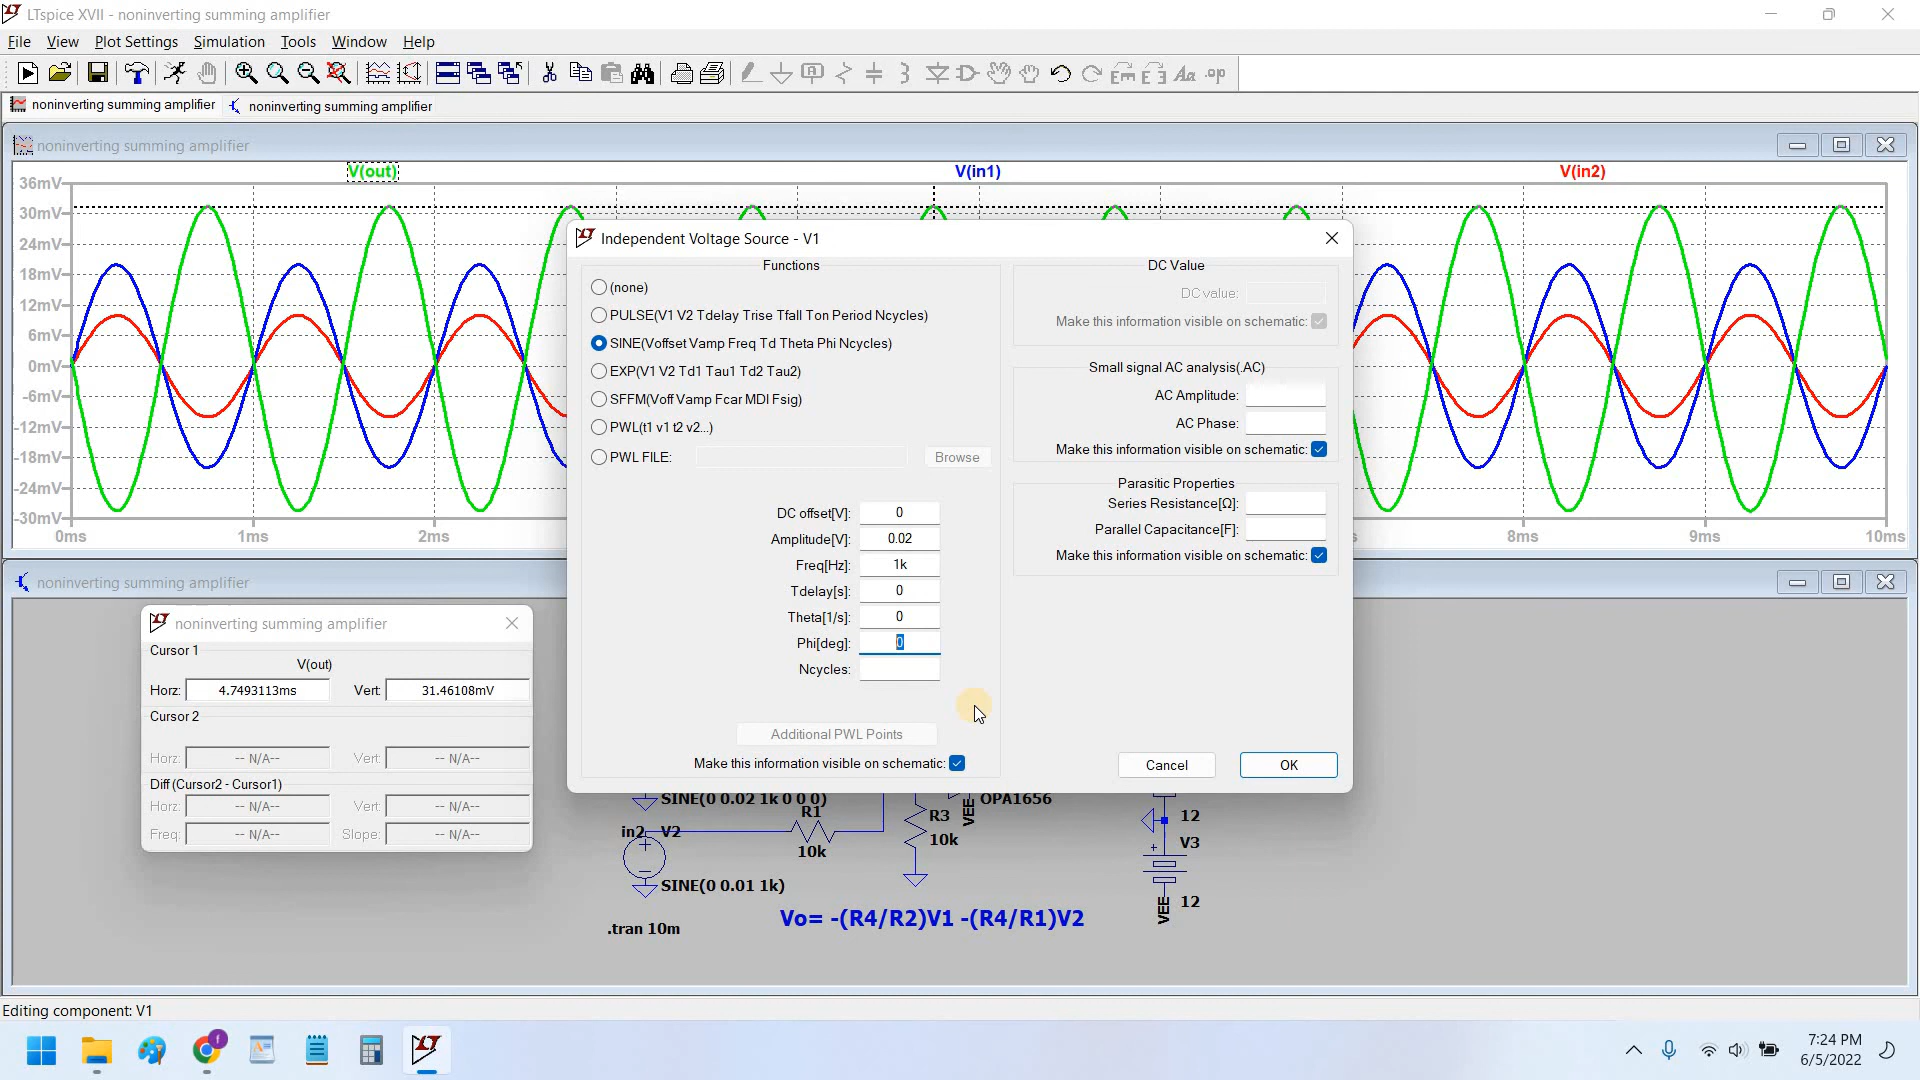 LTspice XVII - noninverting summing amplifier
File View Plot Settings Simulation Tools Window Help
noninverting summing amplifier noninverting summing amplifier
noninverting summing amplifier
V(out) V(in1) V(in2)
36mV
30mV
24mV
18mV
12mV
6mV
0mV
-6mV
-12mV
-18mV
-24mV
-30mV
0ms 1ms 2ms 8ms 9ms 10ms
Independent Voltage Source - V1
Functions
(none)
PULSE(V1 V2 Tdelay Trise Tfall Ton Period Ncycles)
SINE(Voffset Vamp Freq Td Theta Phi Ncycles)
EXP(V1 V2 Td1 Tau1 Td2 Tau2)
SFFM(Voff Vamp Fcar MDI Fsig)
PWL(t1 v1 t2 v2...)
PWL FILE: Browse
DC offset[V]: 0
Amplitude[V]: 0.02
Freq[Hz]: 1k
Tdelay[s]: 0
Theta[1/s]: 0
Phi[deg]: 0
Ncycles:
Additional PWL Points
Make this information visible on schematic:
DC Value
DC value:
Make this information visible on schematic:
Small signal AC analysis(.AC)
AC Amplitude:
AC Phase:
Make this information visible on schematic:
Parasitic Properties
Series Resistance[Ω]:
Parallel Capacitance[F]:
Make this information visible on schematic:
Cancel OK
noninverting summing amplifier
noninverting summing amplifier
Cursor 1
V(out)
Horz: 4.7493113ms Vert: 31.46108mV
Cursor 2
Horz: -- N/A-- Vert: -- N/A--
Diff (Cursor2 - Cursor1)
Horz: -- N/A-- Vert: -- N/A--
Freq: -- N/A-- Slope: -- N/A--
SINE(0 0.02 1k 0 0 0)
R1
10k
in2 V2
SINE(0 0.01 1k)
R3
10k
VEE
OPA1656
12
V3
12
VEE
.tran 10m
Vo= -(R4/R2)V1 -(R4/R1)V2
Editing component: V1
7:24 PM
6/5/2022